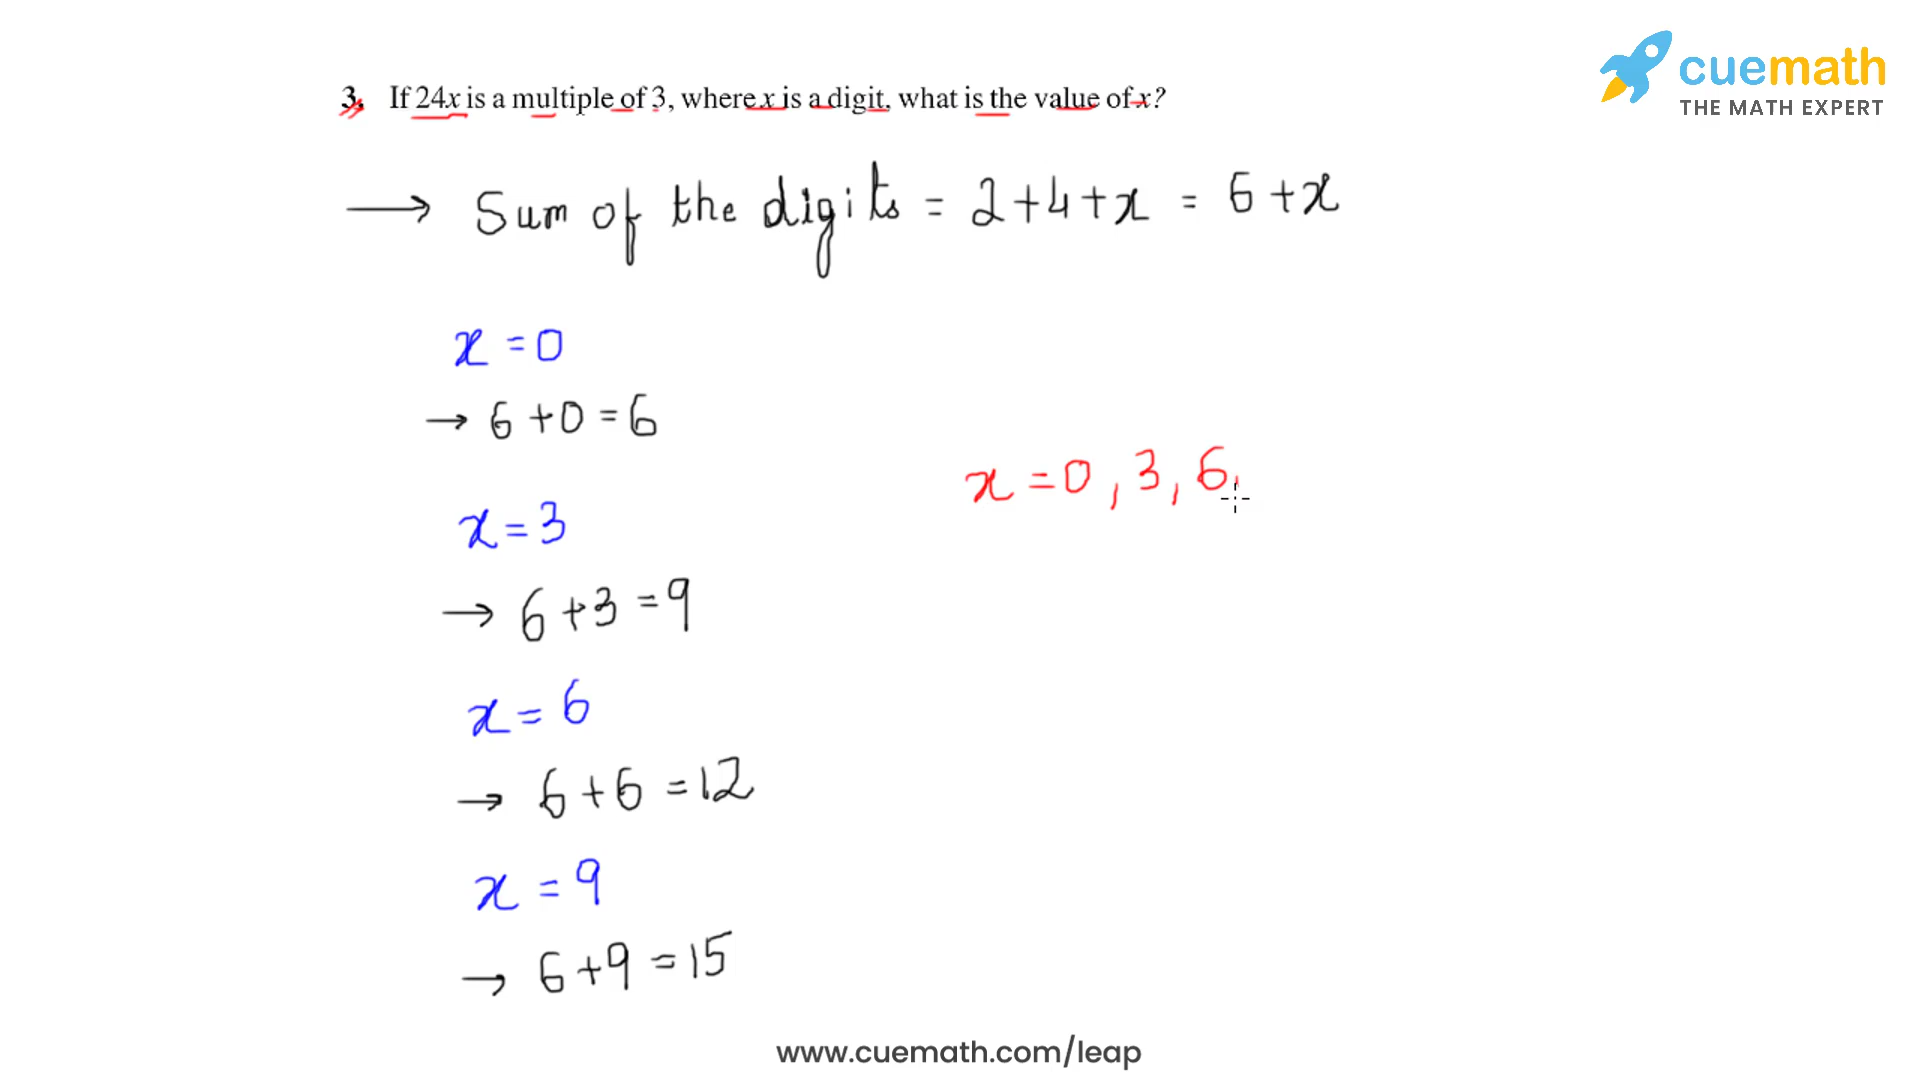 cuemath
THE MATH EXPERT
3. If 24x is a multiple of 3, where x is a digit, what is the value of x?
→ Sum of the digits = 2+4+x = 6+x
x = 0
→ 6+0=6
x = 0, 3, 6,
x = 3
→ 6+3=9
x = 6
→ 6+6=12
x = 9
→ 6+9=15
www.cuemath.com/leap